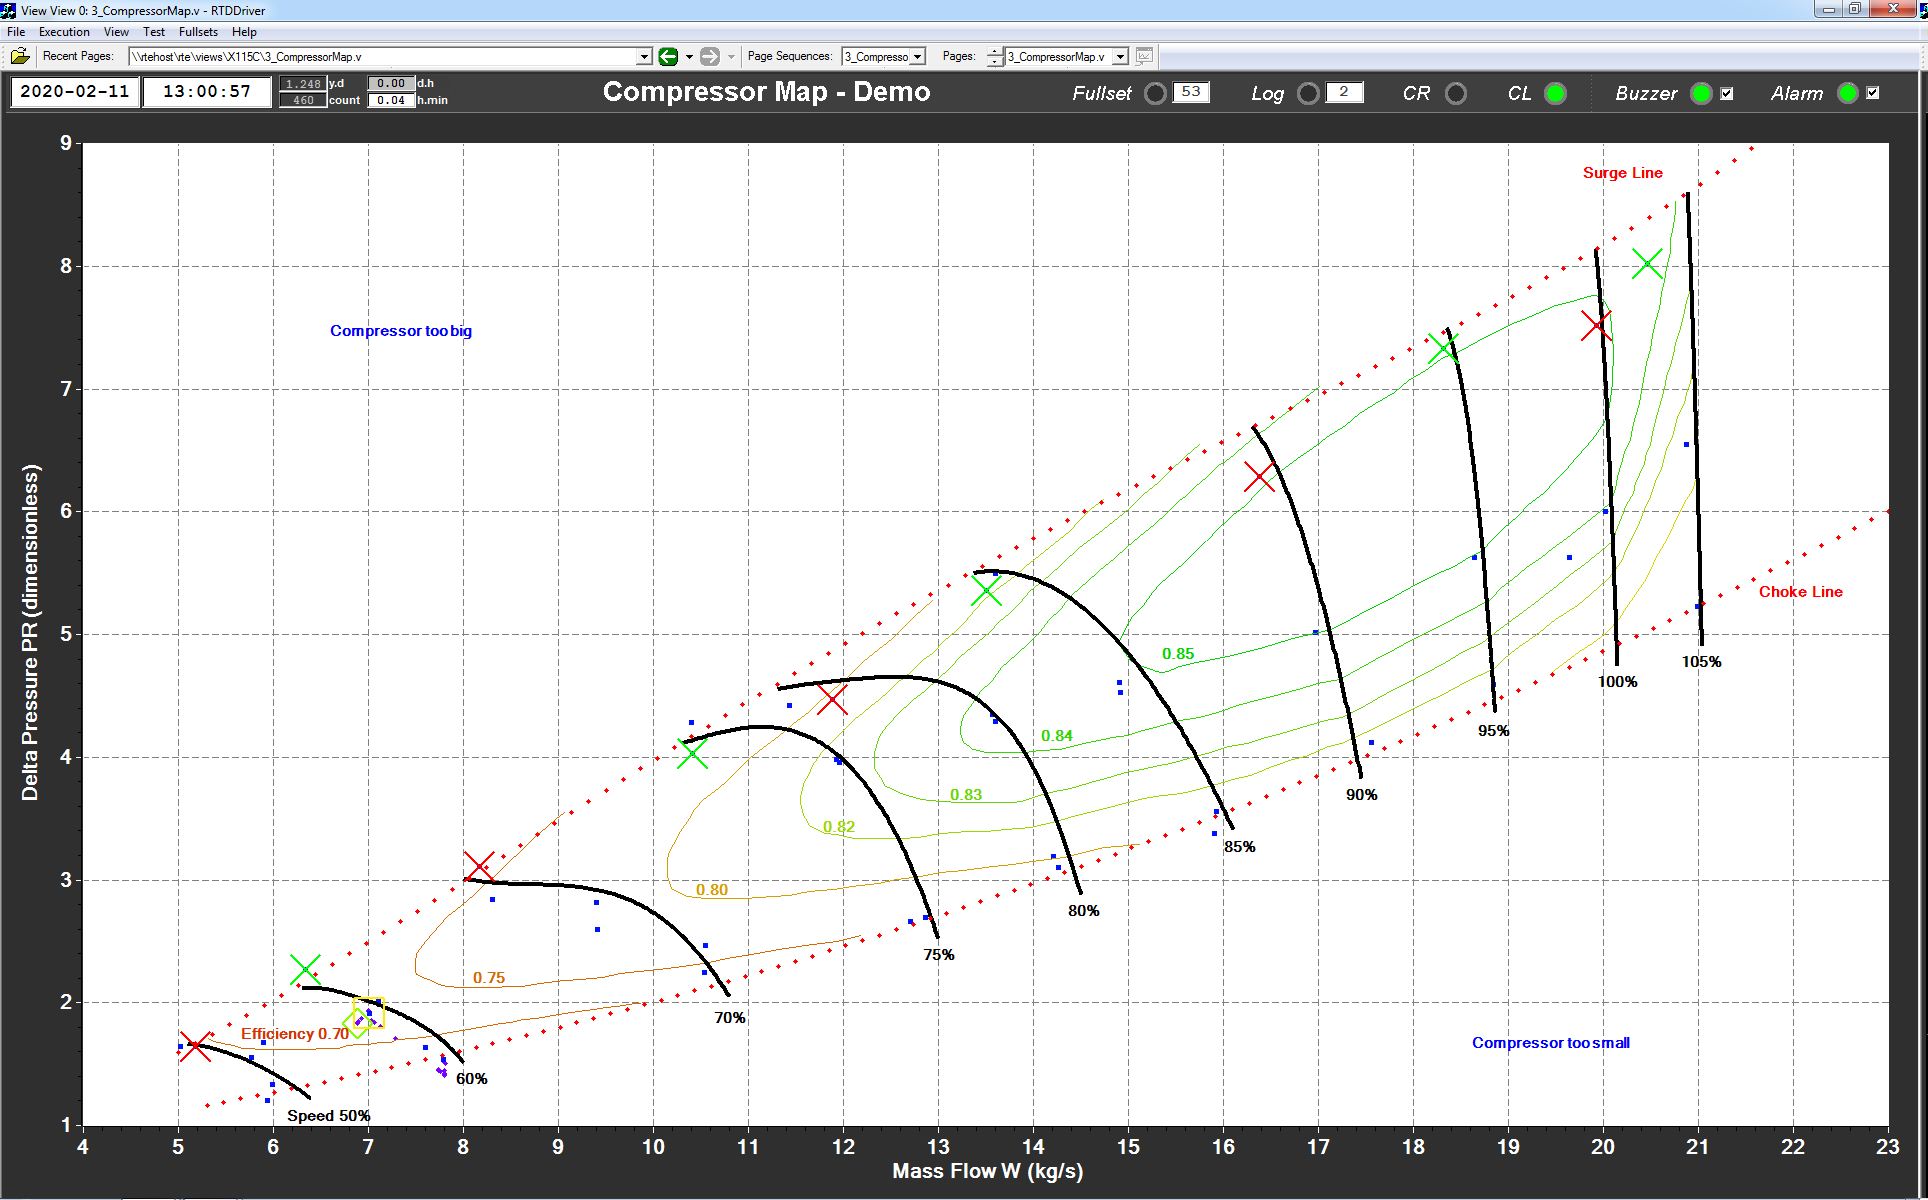 View View 0: 3_CompressorMap.v - RTDDriver
File Execution View Test Fullsets Help
Recent Pages: \\rtehost\rte\views\X115C\3_CompressorMap.v Page Sequences: 3_Compresso Pages: 3_CompressorMap.v
2020-02-11 13:00:57 1.248 y.d 0.00 d.h
460 count 0.04 h.min
Compressor Map - Demo Fullset 53 Log 2 CR CL Buzzer Alarm
9
Surge Line
8
Compressor too big
7
6
Choke Line
5
0.85
105%
100%
95%
0.84
4
0.83
90%
0.82
85%
3
0.80
80%
75%
0.75
2
70%
Efficiency 0.70
Compressor too small
60%
Speed 50%
1
4 5 6 7 8 9 10 11 12 13 14 15 16 17 18 19 20 21 22 23
Mass Flow W (kg/s)
Delta Pressure PR (dimensionless)